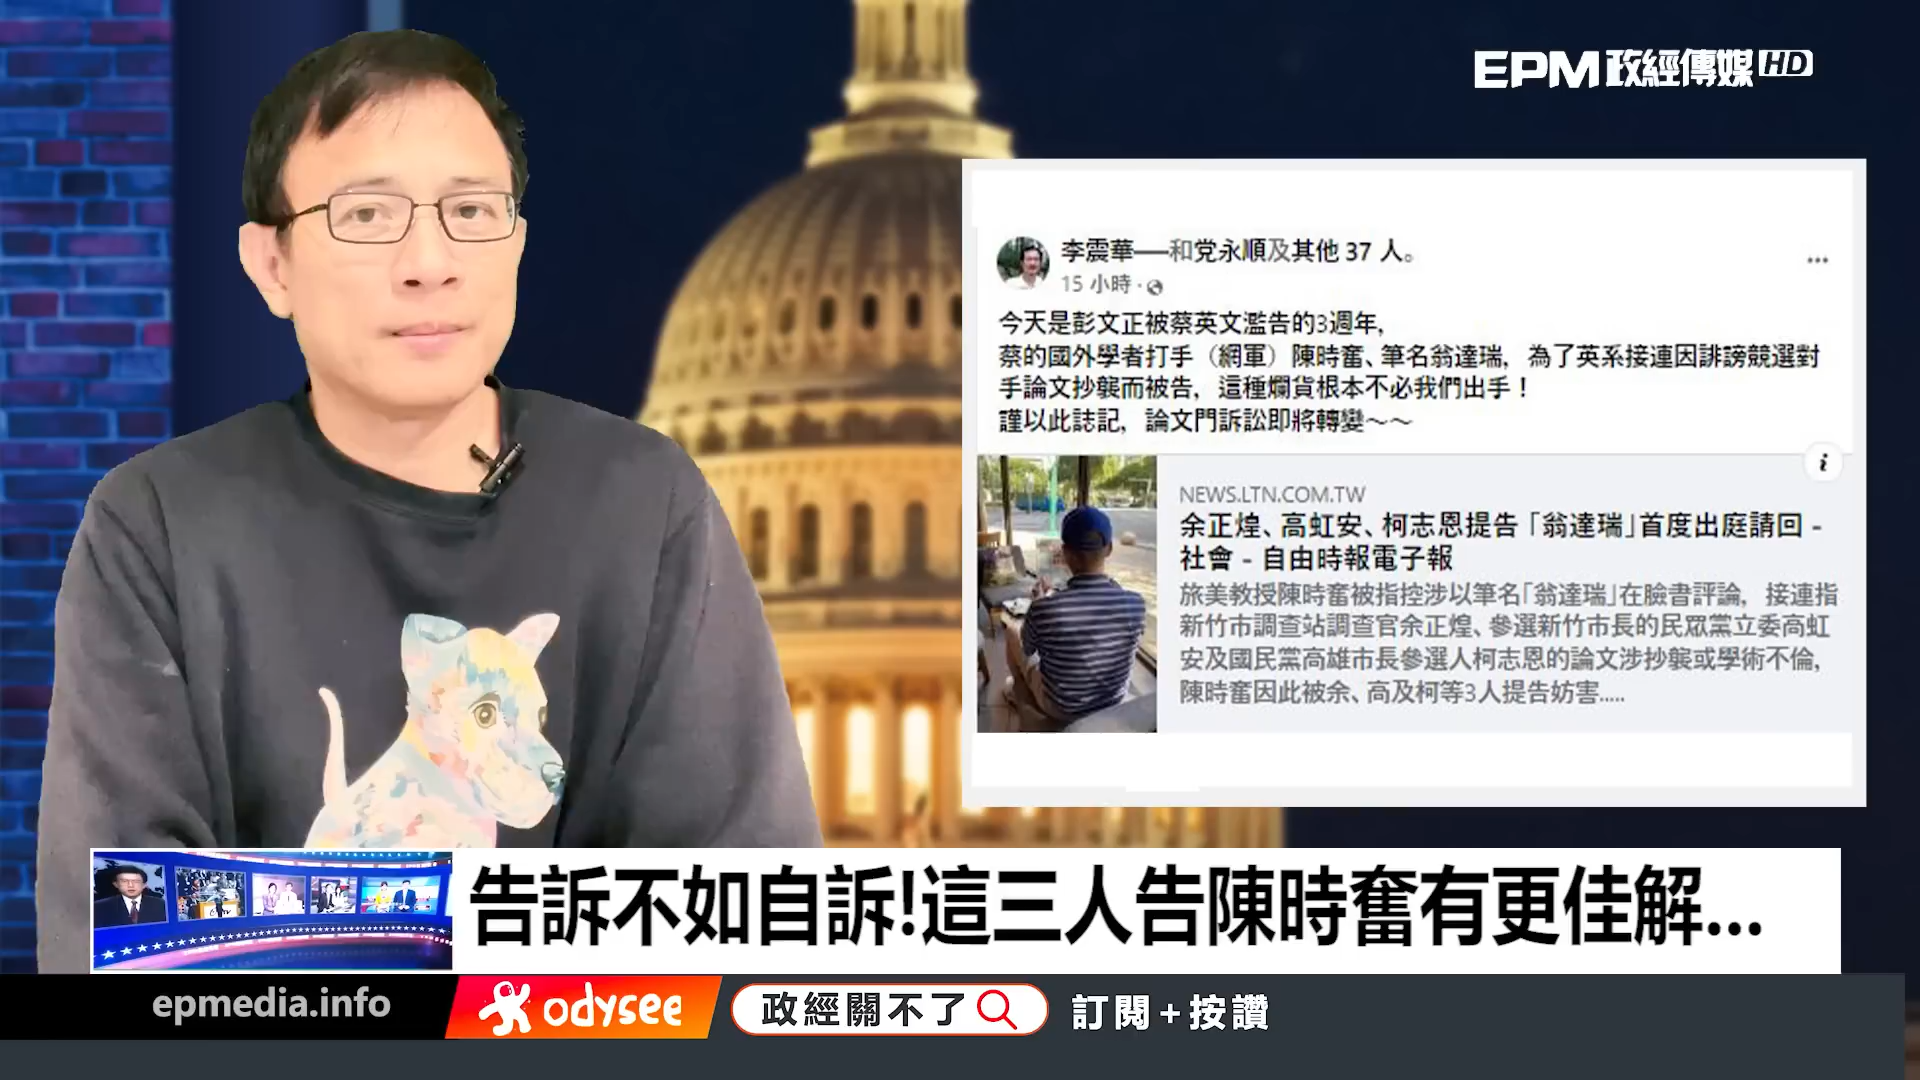 EPM政經傳媒HD
李震華——和党永順及其他 37 人。
15 小時·
今天是彭文正被蔡英文濫告的3週年,
蔡的國外學者打手（網軍）陳時奮、筆名翁達瑞，為了英系接連因誹謗競選對
手論文抄襲而被告，這種爛貨根本不必我們出手！
謹以此誌記，論文門訴訟即將轉變～～
NEWS.LTN.COM.TW
余正煌、高虹安、柯志恩提告「翁達瑞」首度出庭請回 -
社會 - 自由時報電子報
旅美教授陳時奮被指控涉以筆名「翁達瑞」在臉書評論，接連指
新竹市調查站調查官余正煌、參選新竹市長的民眾黨立委高虹
安及國民黨高雄市長參選人柯志恩的論文涉抄襲或學術不倫，
陳時奮因此被余、高及柯等3人提告妨害.....
告訴不如自訴!這三人告陳時奮有更佳解...
epmedia.info
odysee
政經關不了
訂閱+按讚